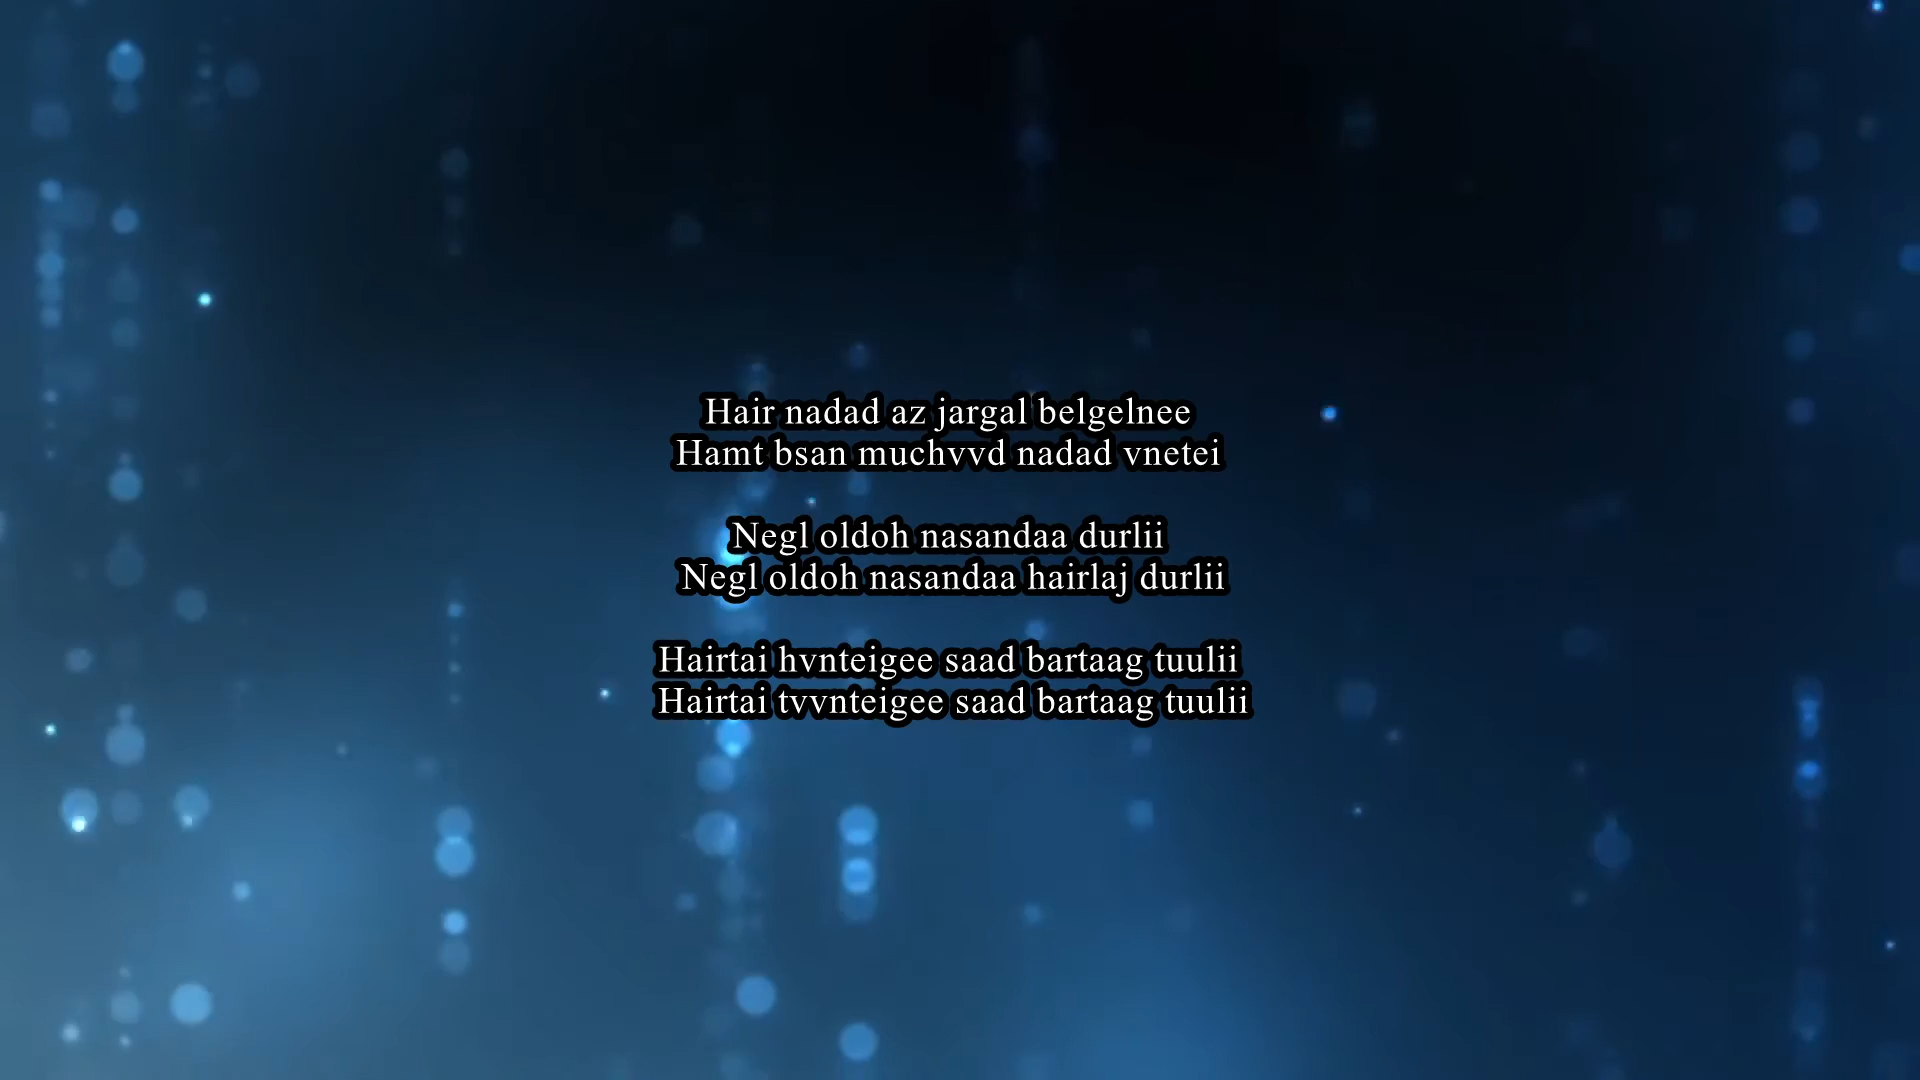 Hair nadad az jargal belgelnee
Hamt bsan muchvvd nadad vnetei
Negl oldoh nasandaa durlii
Negl oldoh nasandaa hairlaj durlii
Hairtai hvnteigee saad bartaag tuulii
Hairtai tvvnteigee saad bartaag tuulii